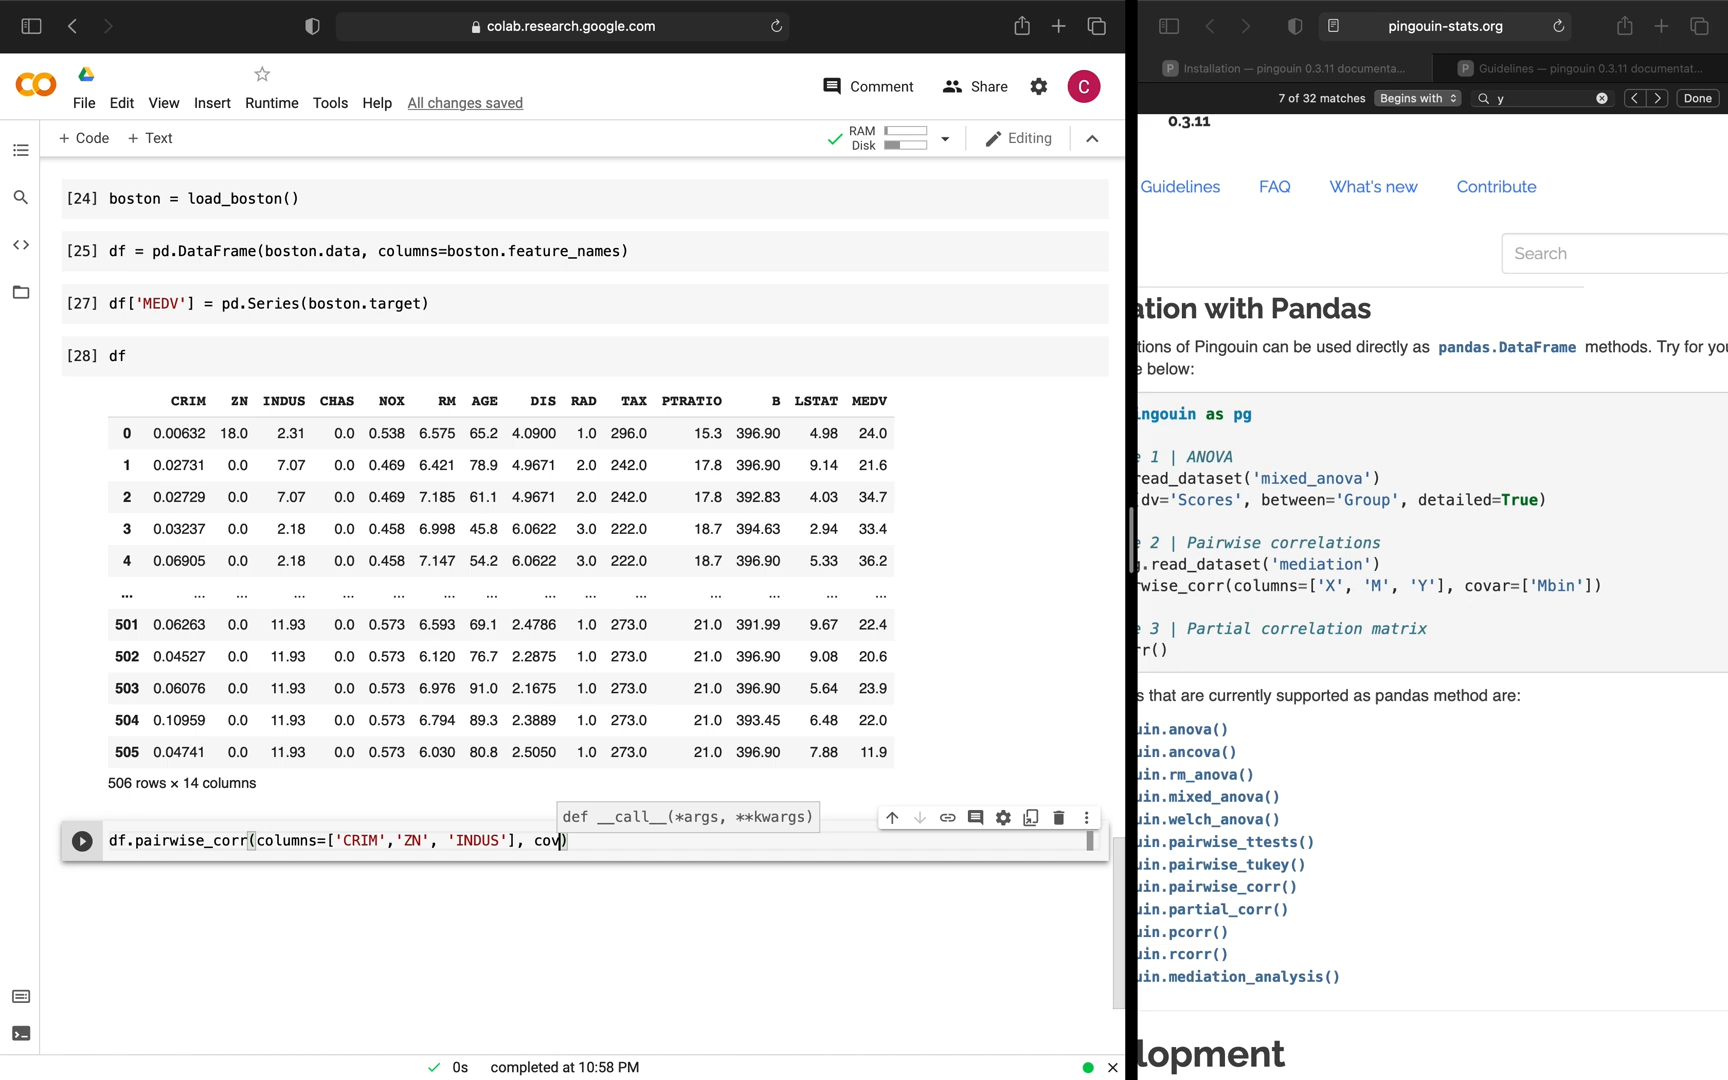 colab.research.google.com
File Edit View Insert Runtime Tools Help All changes saved
Comment Share C
+ Code + Text
RAM
Disk
Editing
[24] boston = load_boston()
[25] df = pd.DataFrame(boston.data, columns=boston.feature_names)
[27] df['MEDV'] = pd.Series(boston.target)
[28] df
CRIM ZN INDUS CHAS NOX RM AGE DIS RAD TAX PTRATIO B LSTAT MEDV
0 0.00632 18.0 2.31 0.0 0.538 6.575 65.2 4.0900 1.0 296.0 15.3 396.90 4.98 24.0
1 0.02731 0.0 7.07 0.0 0.469 6.421 78.9 4.9671 2.0 242.0 17.8 396.90 9.14 21.6
2 0.02729 0.0 7.07 0.0 0.469 7.185 61.1 4.9671 2.0 242.0 17.8 392.83 4.03 34.7
3 0.03237 0.0 2.18 0.0 0.458 6.998 45.8 6.0622 3.0 222.0 18.7 394.63 2.94 33.4
4 0.06905 0.0 2.18 0.0 0.458 7.147 54.2 6.0622 3.0 222.0 18.7 396.90 5.33 36.2
... ... ... ... ... ... ... ... ... ... ... ... ... ... ...
501 0.06263 0.0 11.93 0.0 0.573 6.593 69.1 2.4786 1.0 273.0 21.0 391.99 9.67 22.4
502 0.04527 0.0 11.93 0.0 0.573 6.120 76.7 2.2875 1.0 273.0 21.0 396.90 9.08 20.6
503 0.06076 0.0 11.93 0.0 0.573 6.976 91.0 2.1675 1.0 273.0 21.0 396.90 5.64 23.9
504 0.10959 0.0 11.93 0.0 0.573 6.794 89.3 2.3889 1.0 273.0 21.0 393.45 6.48 22.0
505 0.04741 0.0 11.93 0.0 0.573 6.030 80.8 2.5050 1.0 273.0 21.0 396.90 7.88 11.9
506 rows × 14 columns
def __call__(*args, **kwargs)
df.pairwise_corr(columns=['CRIM','ZN', 'INDUS'], cov)
0s completed at 10:58 PM
pingouin-stats.org
P Installation — pingouin 0.3.11 documenta...
P Guidelines — pingouin 0.3.11 documentat...
7 of 32 matches Begins with y Done
0.3.11
Guidelines FAQ What's new Contribute
Search
ation with Pandas
tions of Pingouin can be used directly as pandas.DataFrame methods. Try for you
e below:
ingouin as pg
e 1 | ANOVA
read_dataset('mixed_anova')
(dv='Scores', between='Group', detailed=True)
e 2 | Pairwise correlations
g.read_dataset('mediation')
rwise_corr(columns=['X', 'M', 'Y'], covar=['Mbin'])
e 3 | Partial correlation matrix
rr()
s that are currently supported as pandas method are:
uin.anova()
uin.ancova()
uin.rm_anova()
uin.mixed_anova()
uin.welch_anova()
uin.pairwise_ttests()
uin.pairwise_tukey()
uin.pairwise_corr()
uin.partial_corr()
uin.pcorr()
uin.rcorr()
uin.mediation_analysis()
lopment